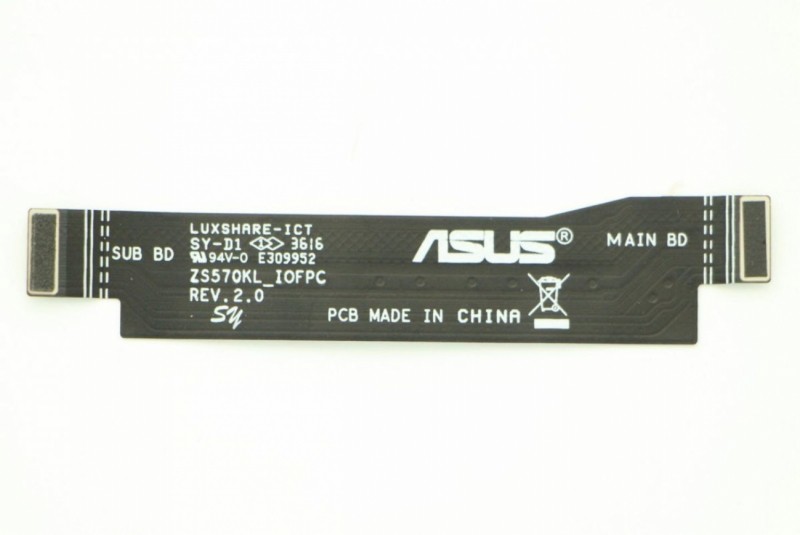 SUB BD
LUXSHARE-ICT
SY-D1 3616
94V-0 E309952
ZS570KL_IOFPC
REV.2.0
SY
ASUS®
MAIN BD
PCB MADE IN CHINA